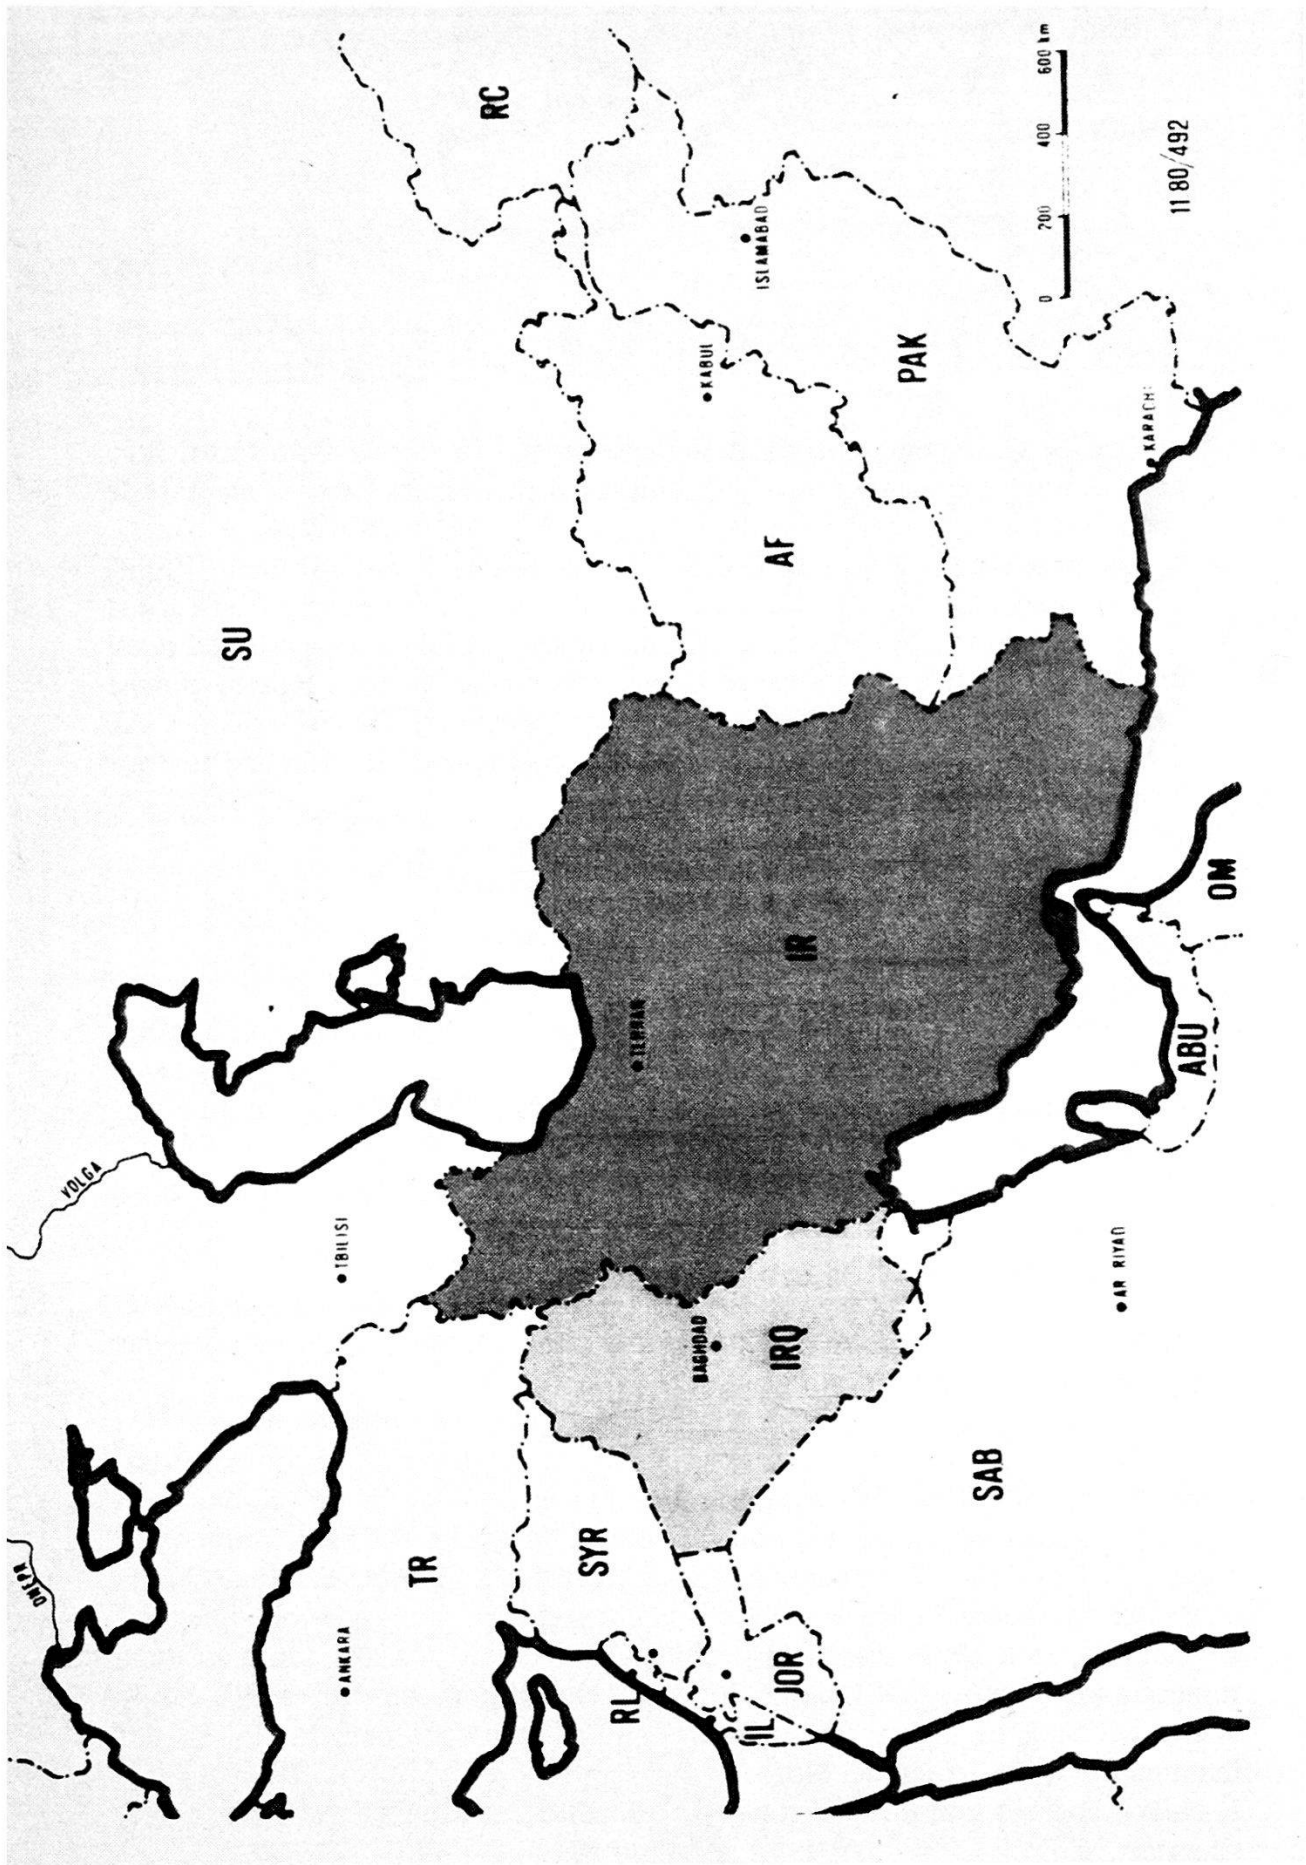 DNEPR
VOLGA
SU
RC
TBILISI
ANKARA
TR
TEHRAN
SYR
RL
IL
JOR
BAGHDAD
IRQ
IR
AF
KABUL
ISLAMABAD
PAK
SAB
AR RIYAD
ABU
OM
KARACHI
0 200 400 600 km
11 80/492